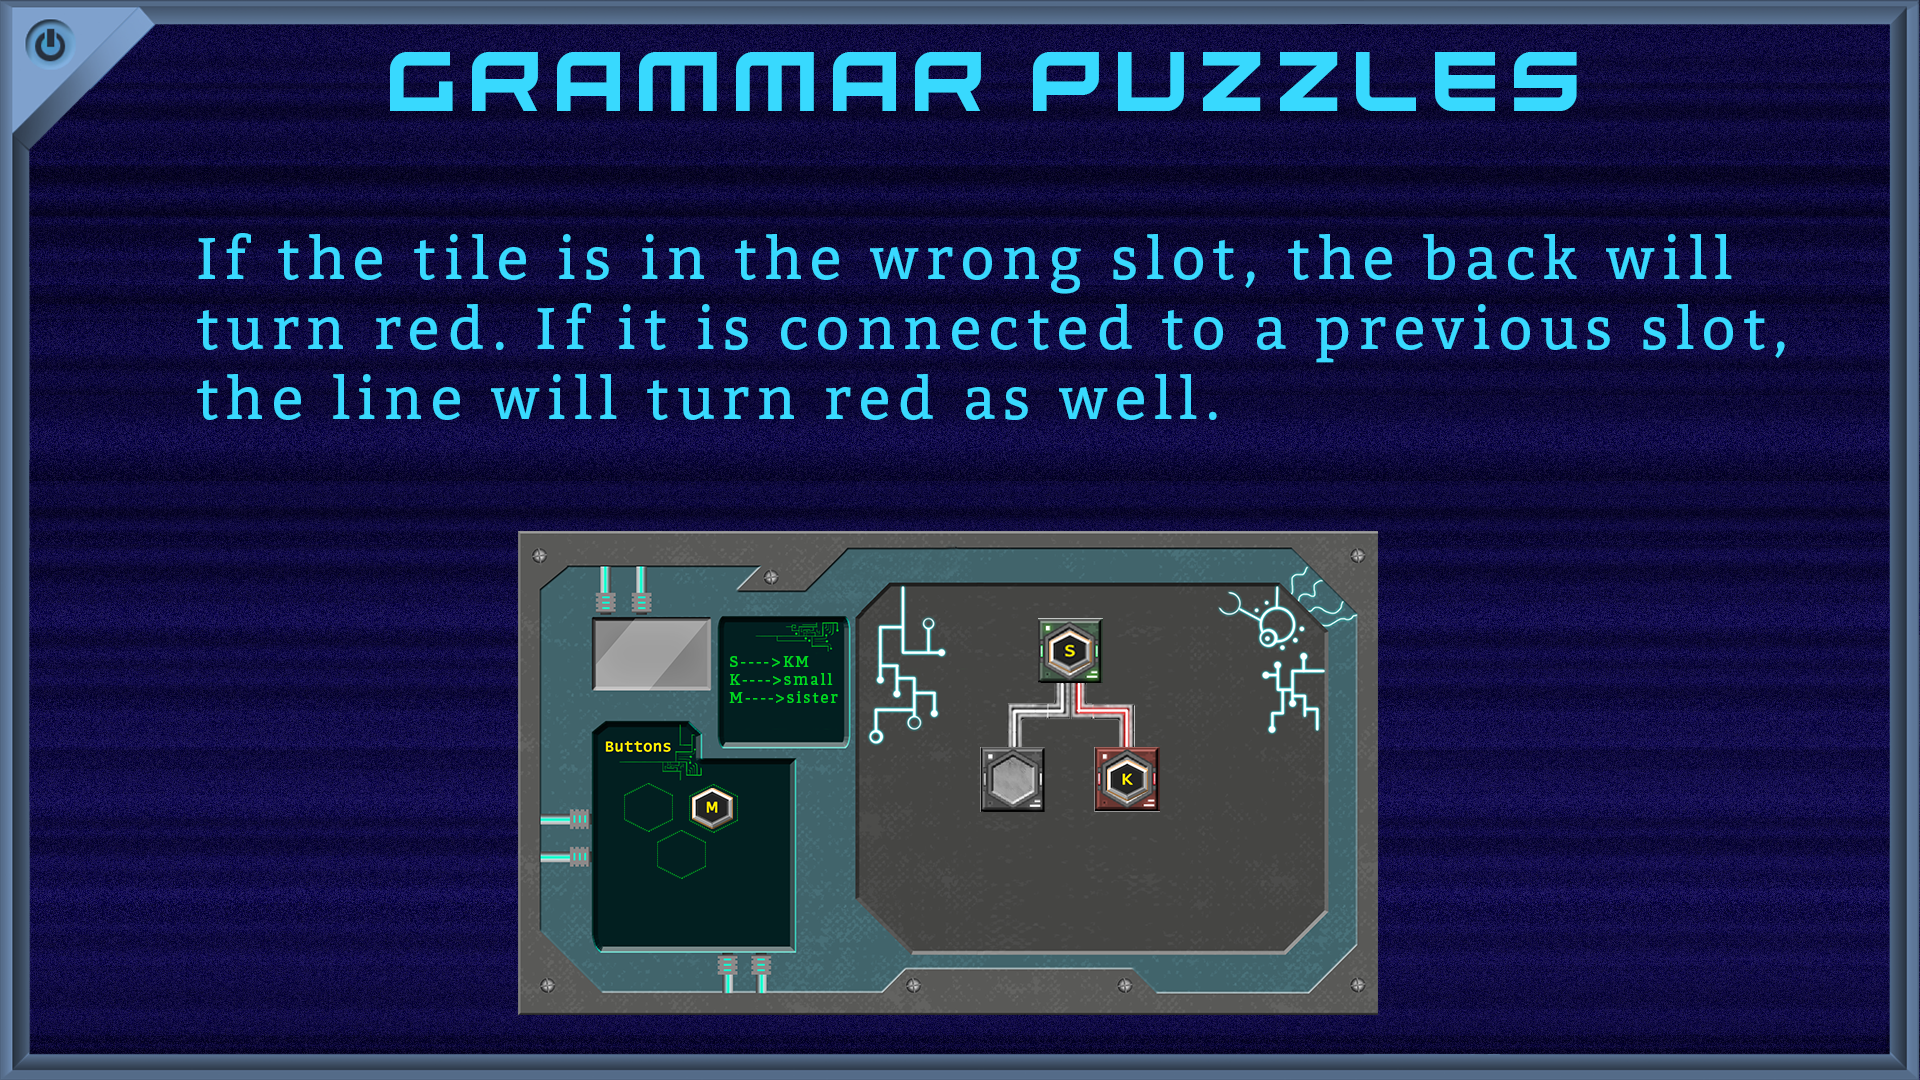 GRAMMAR PUZZLES
If the tile is in the wrong slot, the back will
turn red. If it is connected to a previous slot,
the line will turn red as well.
S---->KM
K---->small
M---->sister
Buttons
M
S
K